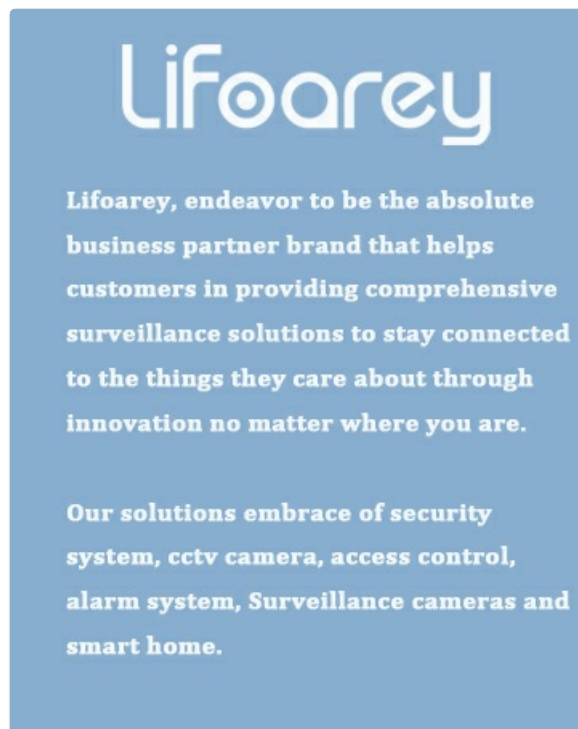 Lifoarey
Lifoarey, endeavor to be the absolute
business partner brand that helps
customers in providing comprehensive
surveillance solutions to stay connected
to the things they care about through
innovation no matter where you are.
Our solutions embrace of security
system, cctv camera, access control,
alarm system, Surveillance cameras and
smart home.